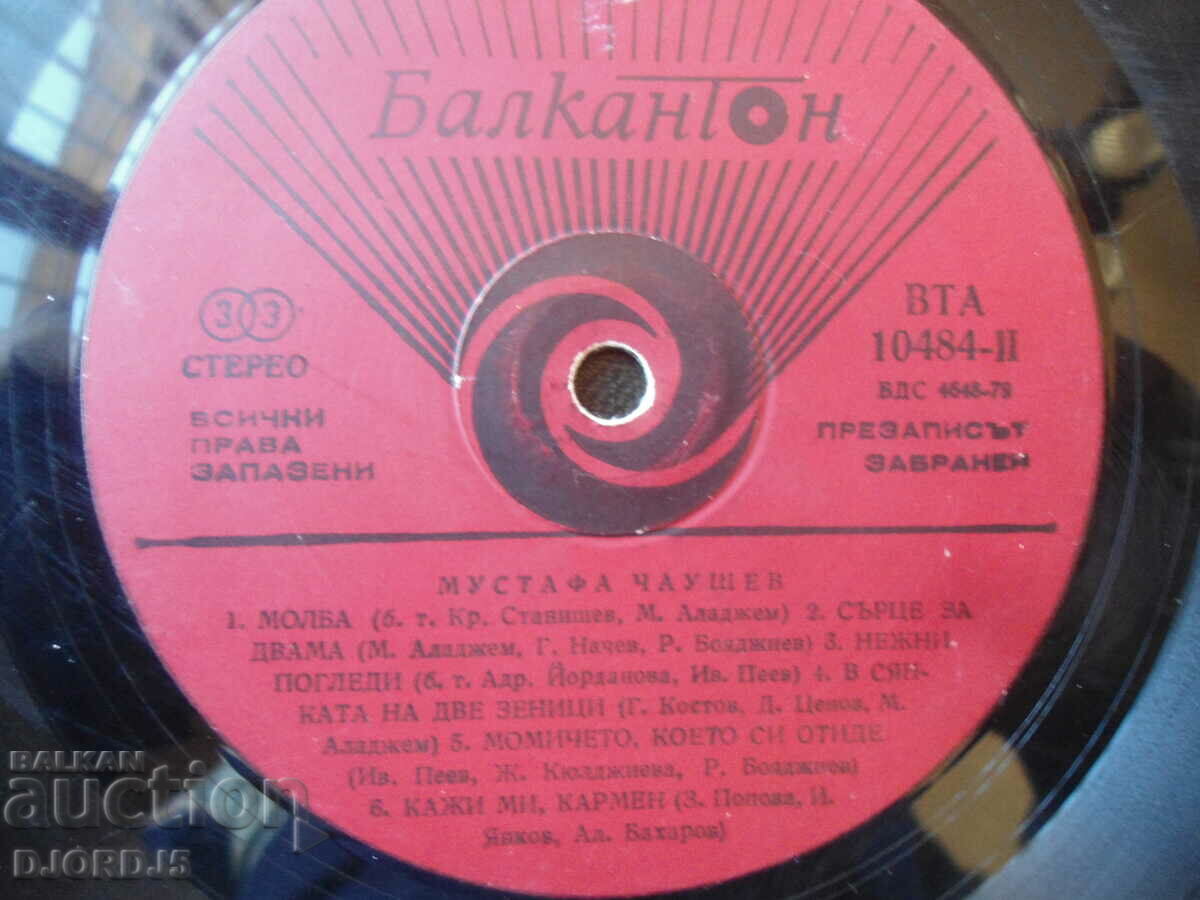 Балкантон
33
СТЕРЕО
ВСИЧКИ
ПРАВА
ЗАПАЗЕНИ
ВТА
10484-II
БДС 4648-79
ПРЕЗАПИСЪТ
ЗАБРАНЕН
МУСТАФА ЧАУШЕВ
1. МОЛБА (б. т. Кр. Станишев, М. Аладжем) 2. СЪРЦЕ ЗА
ДВАМА (М. Аладжем, Г. Начев, Р. Бояджиев) 3. НЕЖНИ
ПОГЛЕДИ (б. т. Адр. Йорданова, Ив. Пеев) 4. В СЯН-
КАТА НА ДВЕ ЗЕНИЦИ (Г. Костов, Д. Ценов, М.
Аладжем) 5. МОМИЧЕТО, КОЕТО СИ ОТИДЕ
(Ив. Пеев, Ж. Кюлджиева, Р. Бояджиев)
6. КАЖИ МИ, КАРМЕН (З. Попова, И.
Янков, Ал. Бахаров)
BALKAN
auction
DJORDJ5